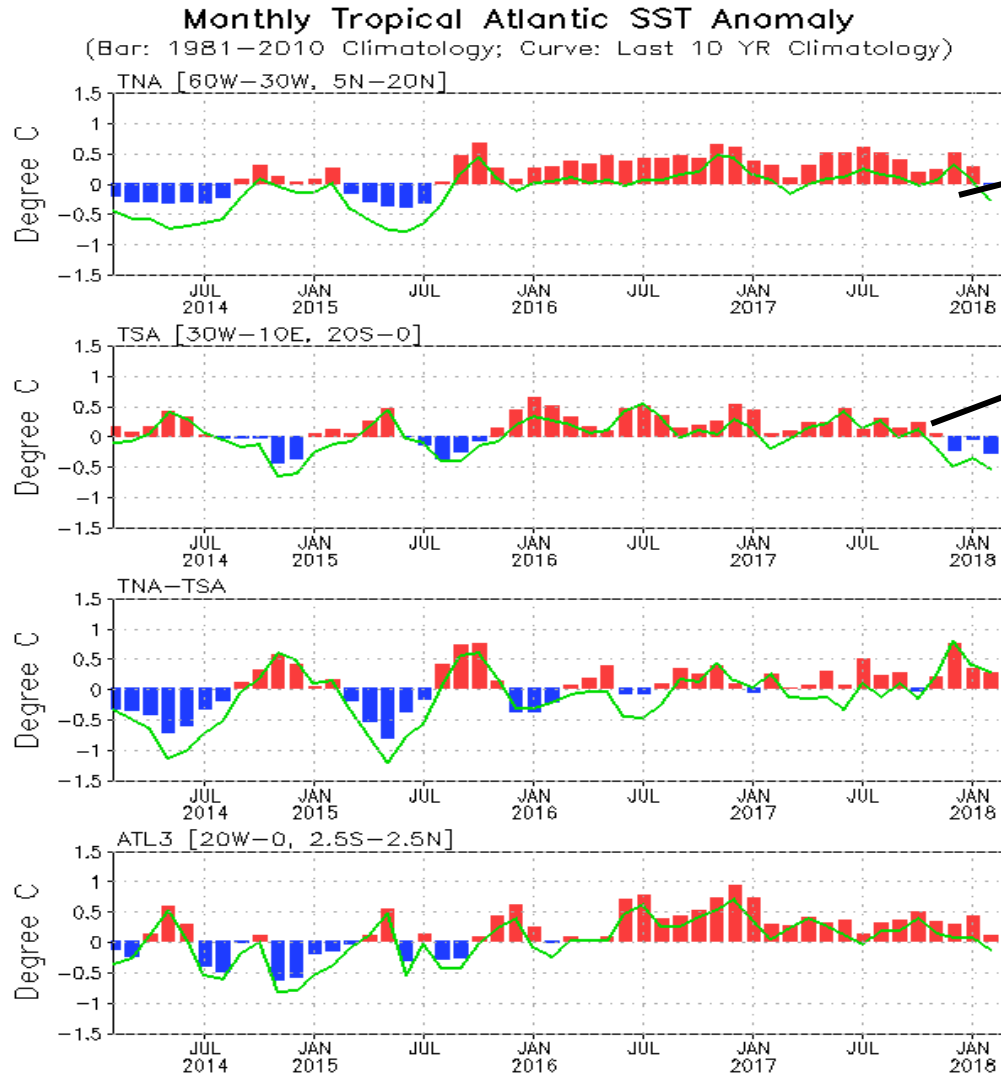 Monthly Tropical Atlantic SST Anomaly
(Bar: 1981-2010 Climatology; Curve: Last 10 YR Climatology)
TNA [60W-30W, 5N-20N]
Degree C
1.5
1
0.5
0
-0.5
-1
-1.5
JUL JAN JUL JAN JAN JUL JAN
2014 2015 2016 2017 2018
TSA [30W-10E, 20S-0]
Degree C
1.5
1
0.5
0
-0.5
-1
-1.5
JUL JAN JUL JAN JAN JUL JAN
2014 2015 2016 2017 2018
TNA-TSA
Degree C
1.5
1
0.5
0
-0.5
-1
-1.5
JUL JAN JUL JAN JAN JUL JAN
2014 2015 2016 2017 2018
ATL3 [20W-0, 2.5S-2.5N]
Degree C
1.5
1
0.5
0
-0.5
-1
-1.5
JUL JAN JUL JAN JAN JUL JAN
2014 2015 2016 2017 2018